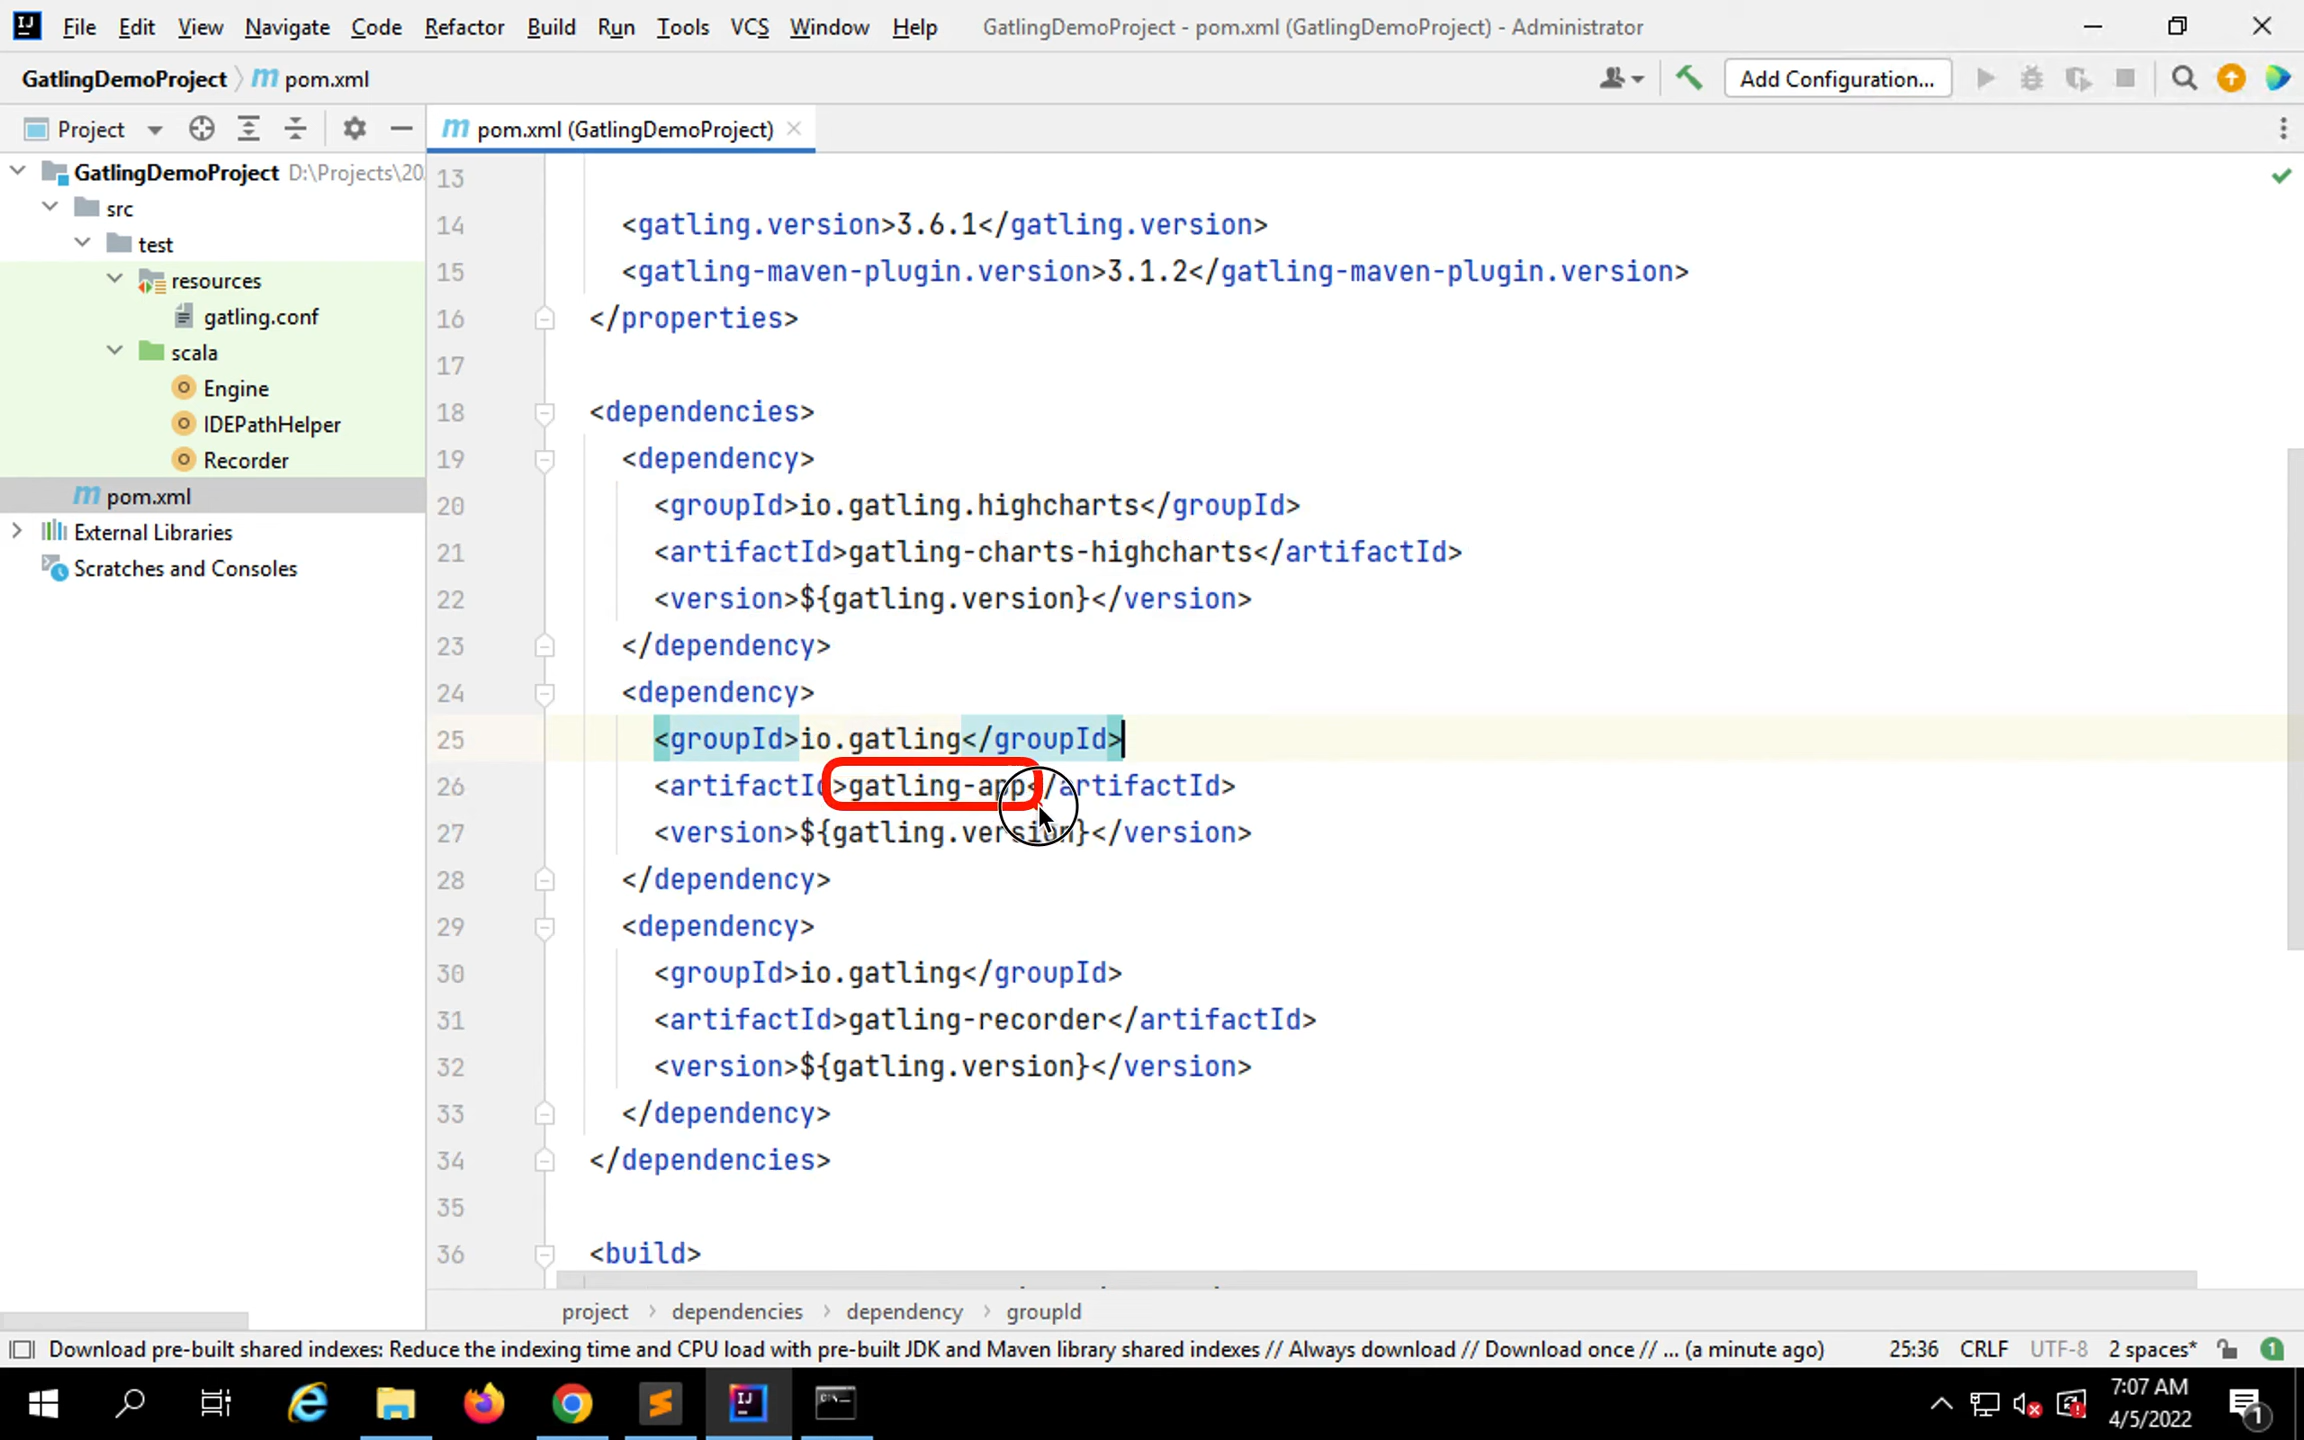 File Edit View Navigate Code Refactor Build Run Tools VCS Window Help GatlingDemoProject - pom.xml (GatlingDemoProject) - Administrator
GatlingDemoProject m pom.xml Add Configuration...
Project
m pom.xml (GatlingDemoProject)
GatlingDemoProject D:\Projects\20
src
test
resources
gatling.conf
scala
Engine
IDEPathHelper
Recorder
m pom.xml
External Libraries
Scratches and Consoles
13
14 <gatling.version>3.6.1</gatling.version>
15 <gatling-maven-plugin.version>3.1.2</gatling-maven-plugin.version>
16 </properties>
17
18 <dependencies>
19 <dependency>
20 <groupId>io.gatling.highcharts</groupId>
21 <artifactId>gatling-charts-highcharts</artifactId>
22 <version>${gatling.version}</version>
23 </dependency>
24 <dependency>
25 <groupId>io.gatling</groupId>
26 <artifactId>gatling-app</artifactId>
27 <version>${gatling.version}</version>
28 </dependency>
29 <dependency>
30 <groupId>io.gatling</groupId>
31 <artifactId>gatling-recorder</artifactId>
32 <version>${gatling.version}</version>
33 </dependency>
34 </dependencies>
35
36 <build>
project dependencies dependency groupId
Download pre-built shared indexes: Reduce the indexing time and CPU load with pre-built JDK and Maven library shared indexes // Always download // Download once // ... (a minute ago) 25:36 CRLF UTF-8 2 spaces* 1
7:07 AM
4/5/2022
1